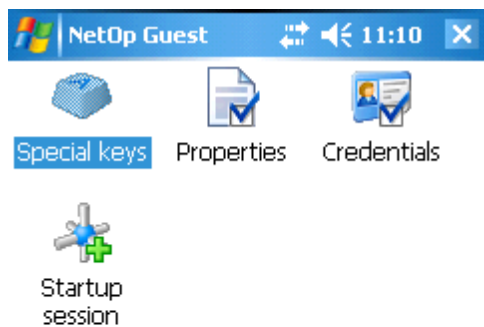 NetOp Guest 11:10
Special keys Properties Credentials
Startup
session